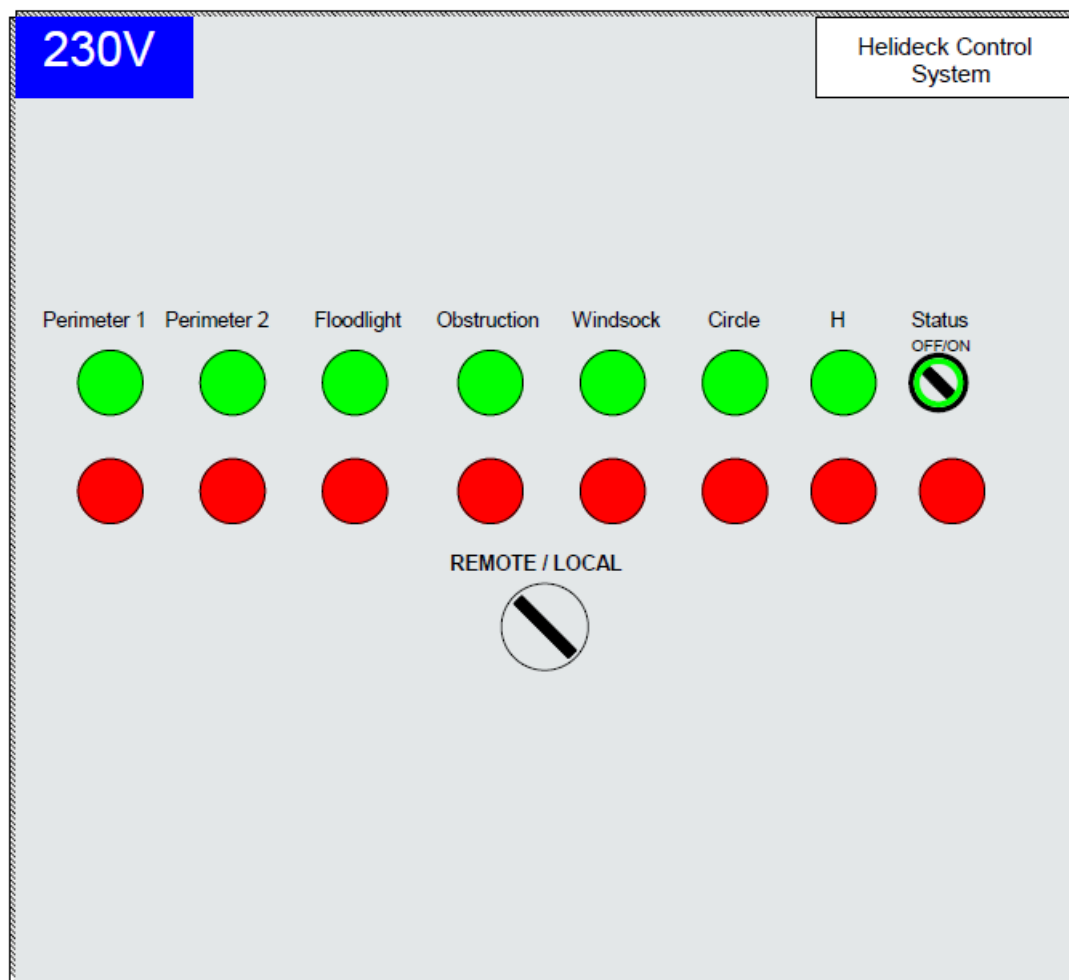 230V
Helideck Control
System
Perimeter 1 Perimeter 2 Floodlight Obstruction Windsock Circle H Status
OFF/ON
REMOTE / LOCAL